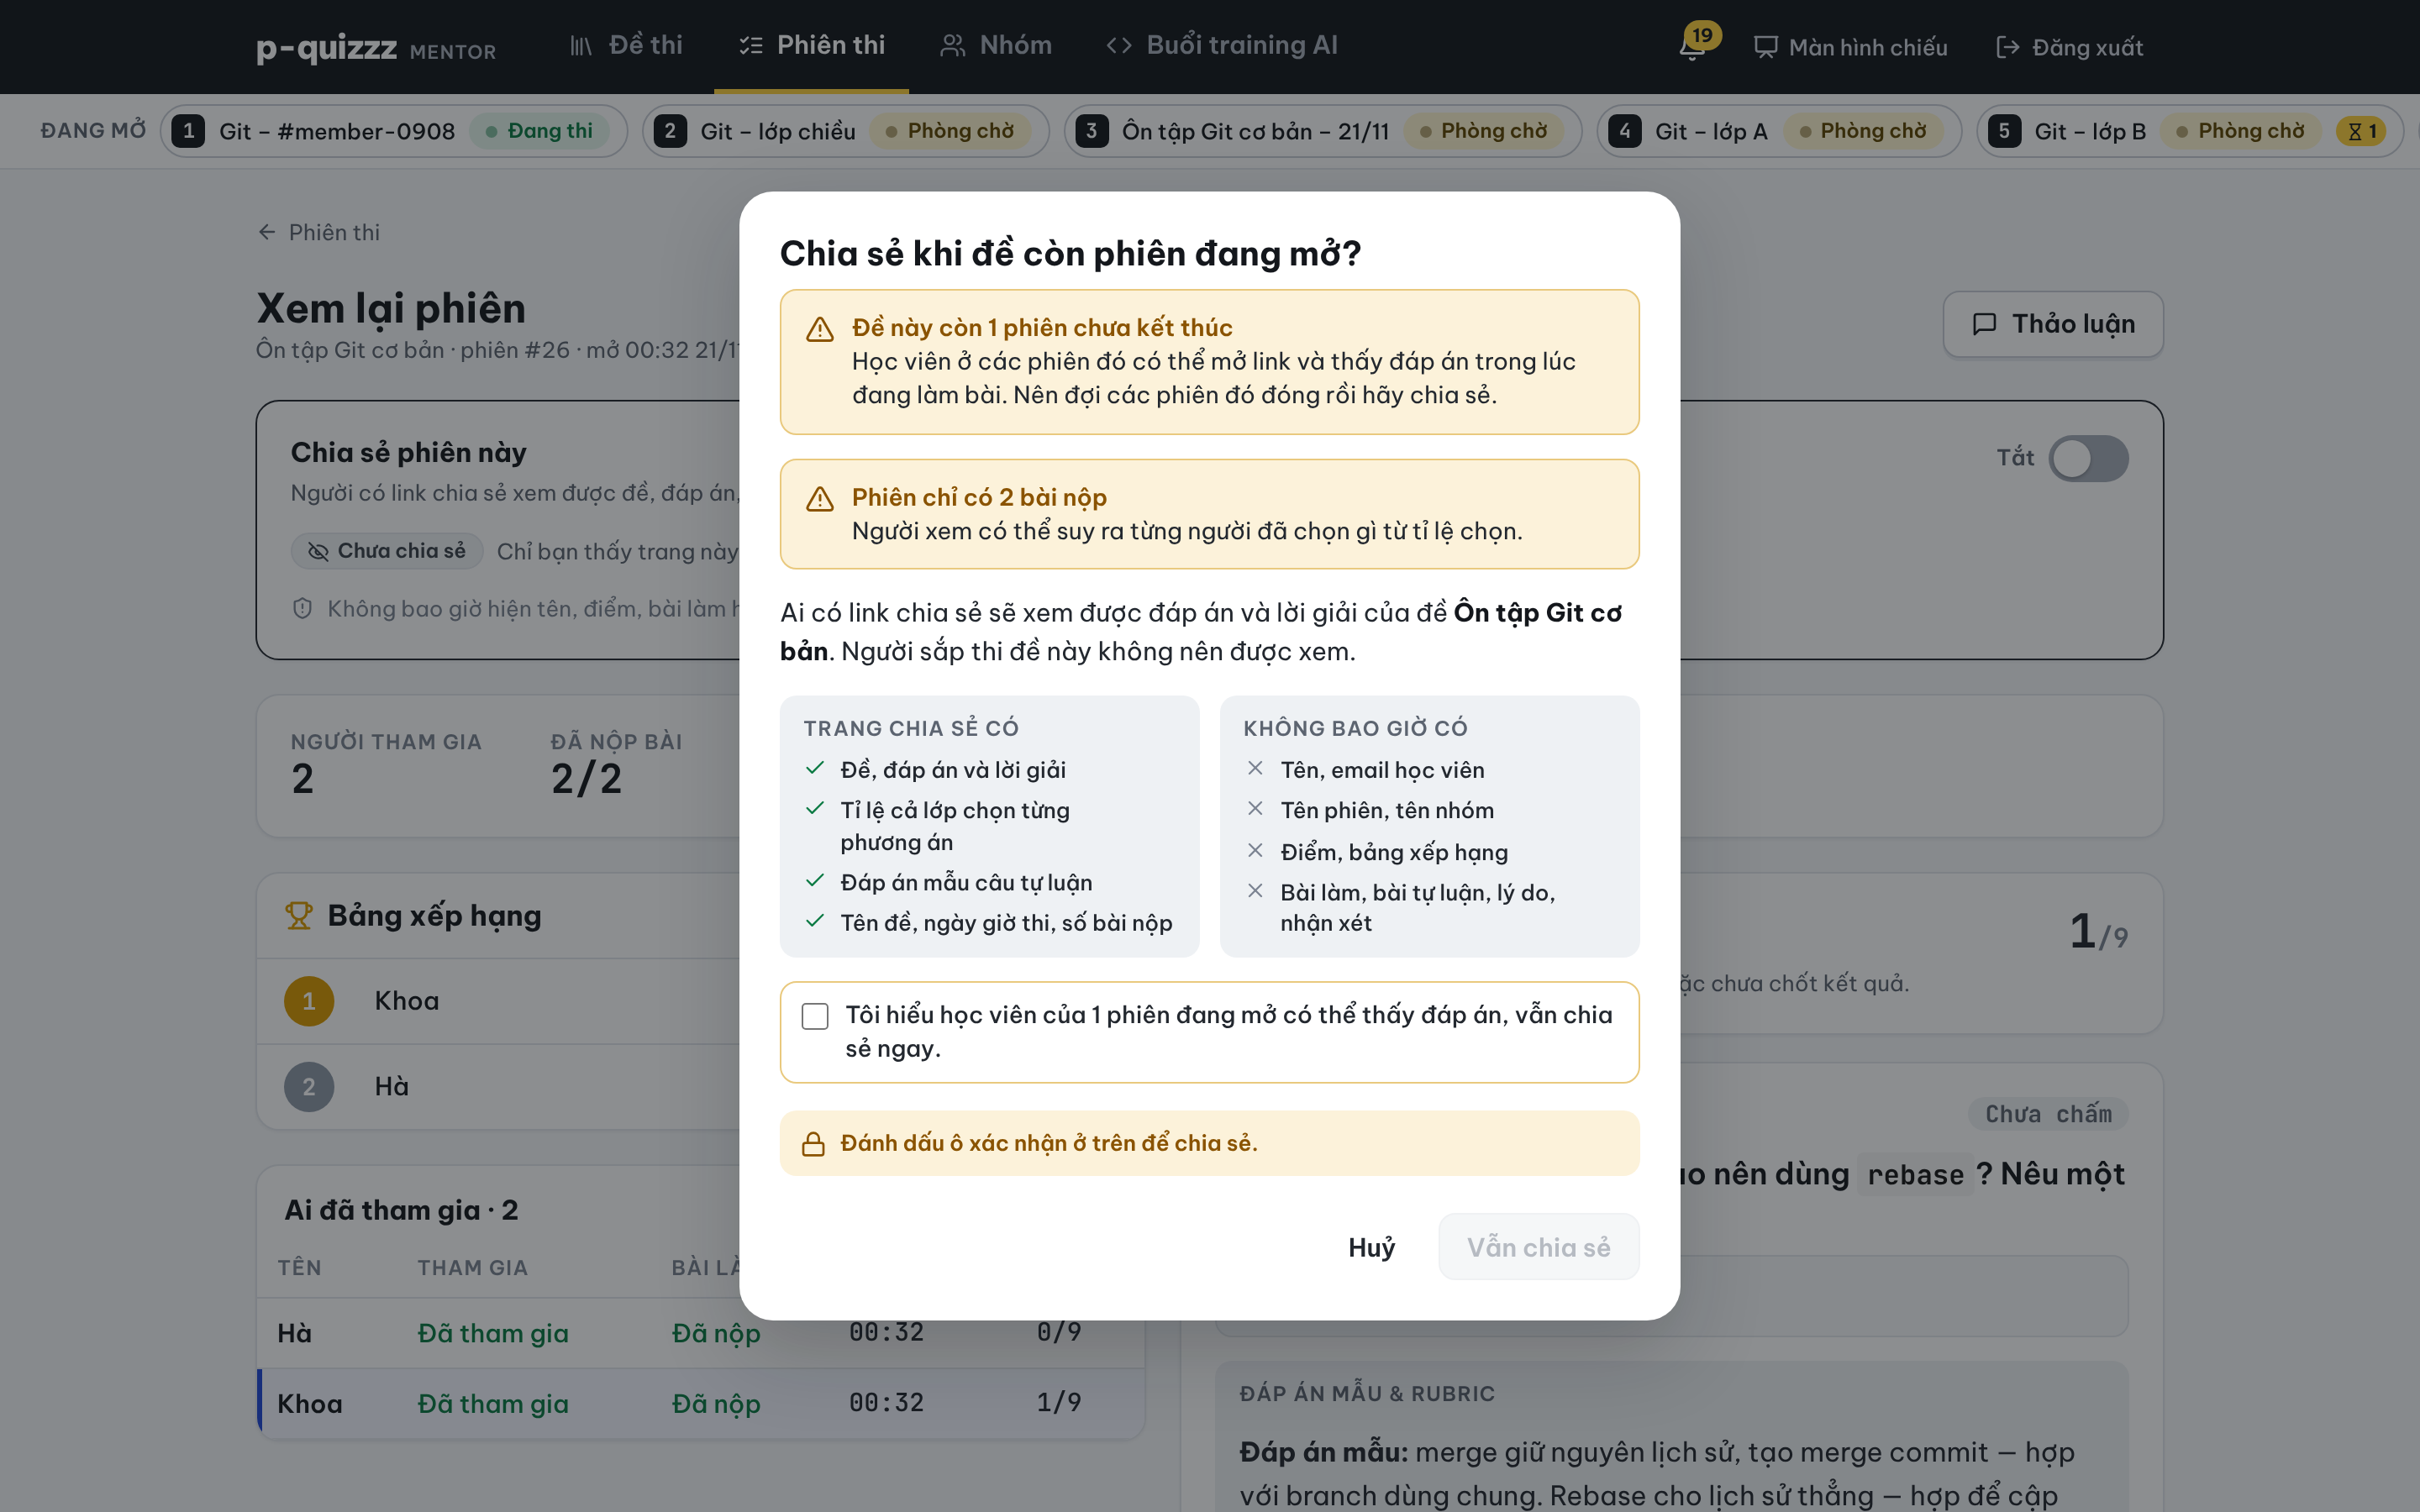 p-quizzz MENTOR
Đề thi
Phiên thi
Nhóm
Buổi training AI
19
Màn hình chiếu
Đăng xuất
ĐANG MỞ
1 Git – #member-0908 Đang thi
2 Git – lớp chiều Phòng chờ
3 Ôn tập Git cơ bản – 21/11 Phòng chờ
4 Git – lớp A Phòng chờ
5 Git – lớp B Phòng chờ 1
Phiên thi
Xem lại phiên
Ôn tập Git cơ bản · phiên #26 · mở 00:32 21/11
Thảo luận
Chia sẻ phiên này
Tắt
Người có link chia sẻ xem được đề, đáp án,
Chưa chia sẻ Chỉ bạn thấy trang này
Không bao giờ hiện tên, điểm, bài làm
NGƯỜI THAM GIA
2
ĐÃ NỘP BÀI
2/2
Bảng xếp hạng
1 Khoa
2 Hà
Ai đã tham gia · 2
TÊN THAM GIA BÀI
Hà Đã tham gia Đã nộp 00:32 0/9
Khoa Đã tham gia Đã nộp 00:32 1/9
Chia sẻ khi đề còn phiên đang mở?
Đề này còn 1 phiên chưa kết thúc
Học viên ở các phiên đó có thể mở link và thấy đáp án trong lúc
đang làm bài. Nên đợi các phiên đó đóng rồi hãy chia sẻ.
Phiên chỉ có 2 bài nộp
Người xem có thể suy ra từng người đã chọn gì từ tỉ lệ chọn.
Ai có link chia sẻ sẽ xem được đáp án và lời giải của đề Ôn tập Git cơ
bản. Người sắp thi đề này không nên được xem.
TRANG CHIA SẺ CÓ
Đề, đáp án và lời giải
Tỉ lệ cả lớp chọn từng
phương án
Đáp án mẫu câu tự luận
Tên đề, ngày giờ thi, số bài nộp
KHÔNG BAO GIỜ CÓ
Tên, email học viên
Tên phiên, tên nhóm
Điểm, bảng xếp hạng
Bài làm, bài tự luận, lý do,
nhận xét
Tôi hiểu học viên của 1 phiên đang mở có thể thấy đáp án, vẫn chia
sẻ ngay.
Đánh dấu ô xác nhận ở trên để chia sẻ.
Huỷ
Vẫn chia sẻ
1/9
chưa chốt kết quả.
Chưa chấm
nên dùng rebase ? Nêu một
ĐÁP ÁN MẪU & RUBRIC
Đáp án mẫu: merge giữ nguyên lịch sử, tạo merge commit — hợp
với branch dùng chung. Rebase cho lịch sử thẳng — hợp để cập